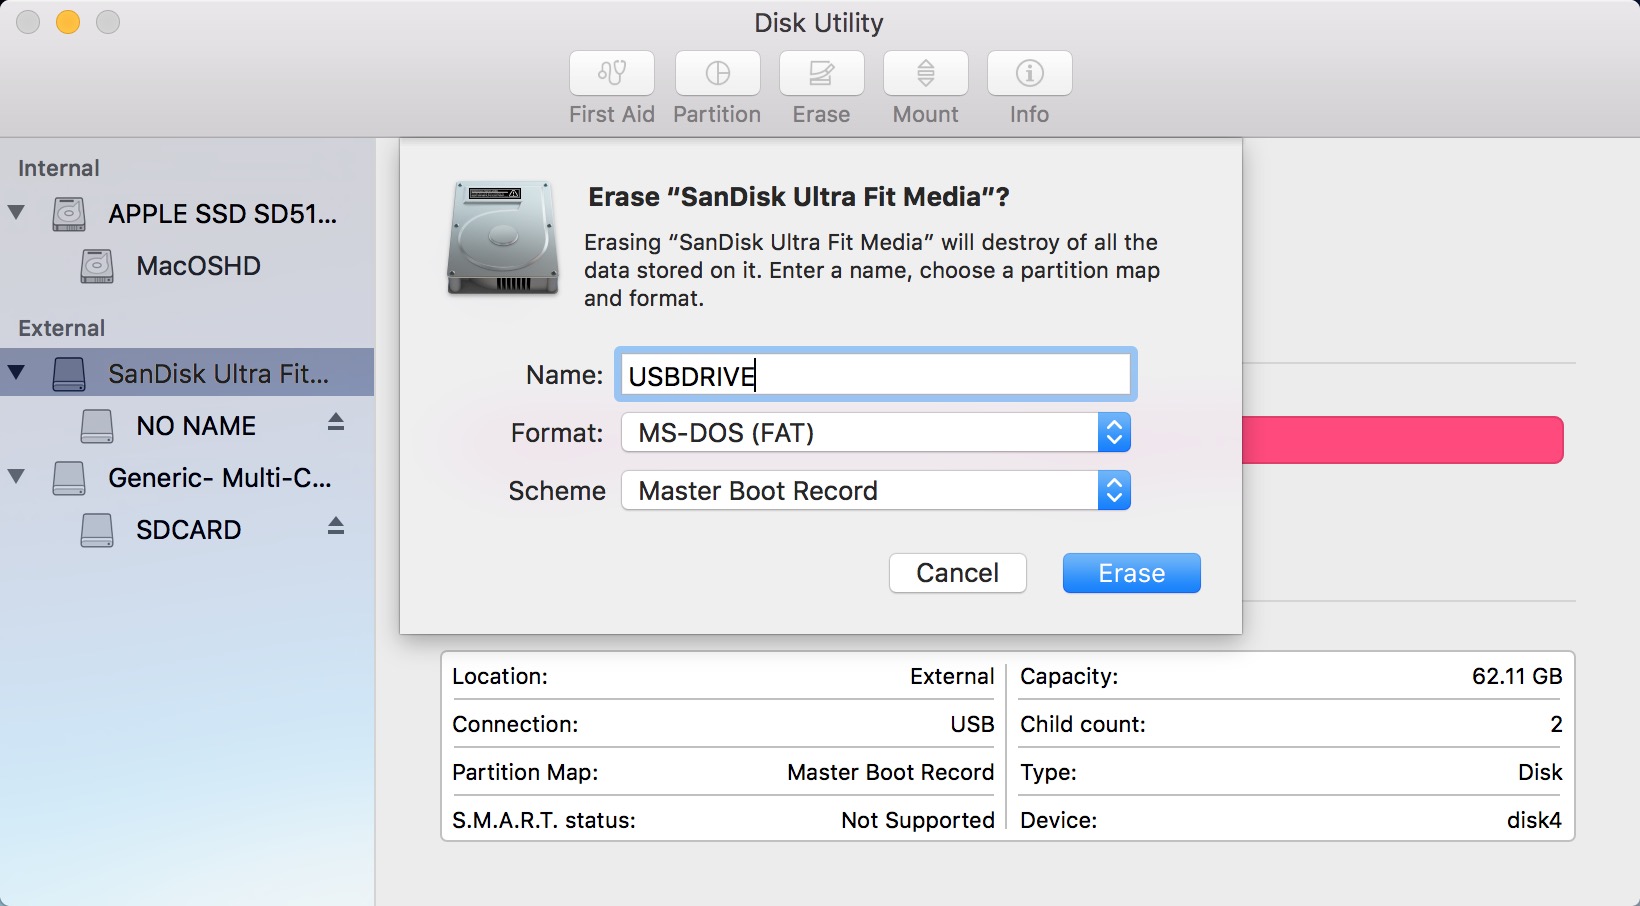 Disk Utility
First Aid
Partition
Erase
Mount
Info
Internal
APPLE SSD SD51...
MacOSHD
External
SanDisk Ultra Fit...
NO NAME
Generic- Multi-C...
SDCARD
Erase “SanDisk Ultra Fit Media”?
Erasing “SanDisk Ultra Fit Media” will destroy of all the
data stored on it. Enter a name, choose a partition map
and format.
Name: USBDRIVE
Format: MS-DOS (FAT)
Scheme Master Boot Record
Cancel
Erase
Location: External
Connection: USB
Partition Map: Master Boot Record
S.M.A.R.T. status: Not Supported
Capacity: 62.11 GB
Child count: 2
Type: Disk
Device: disk4